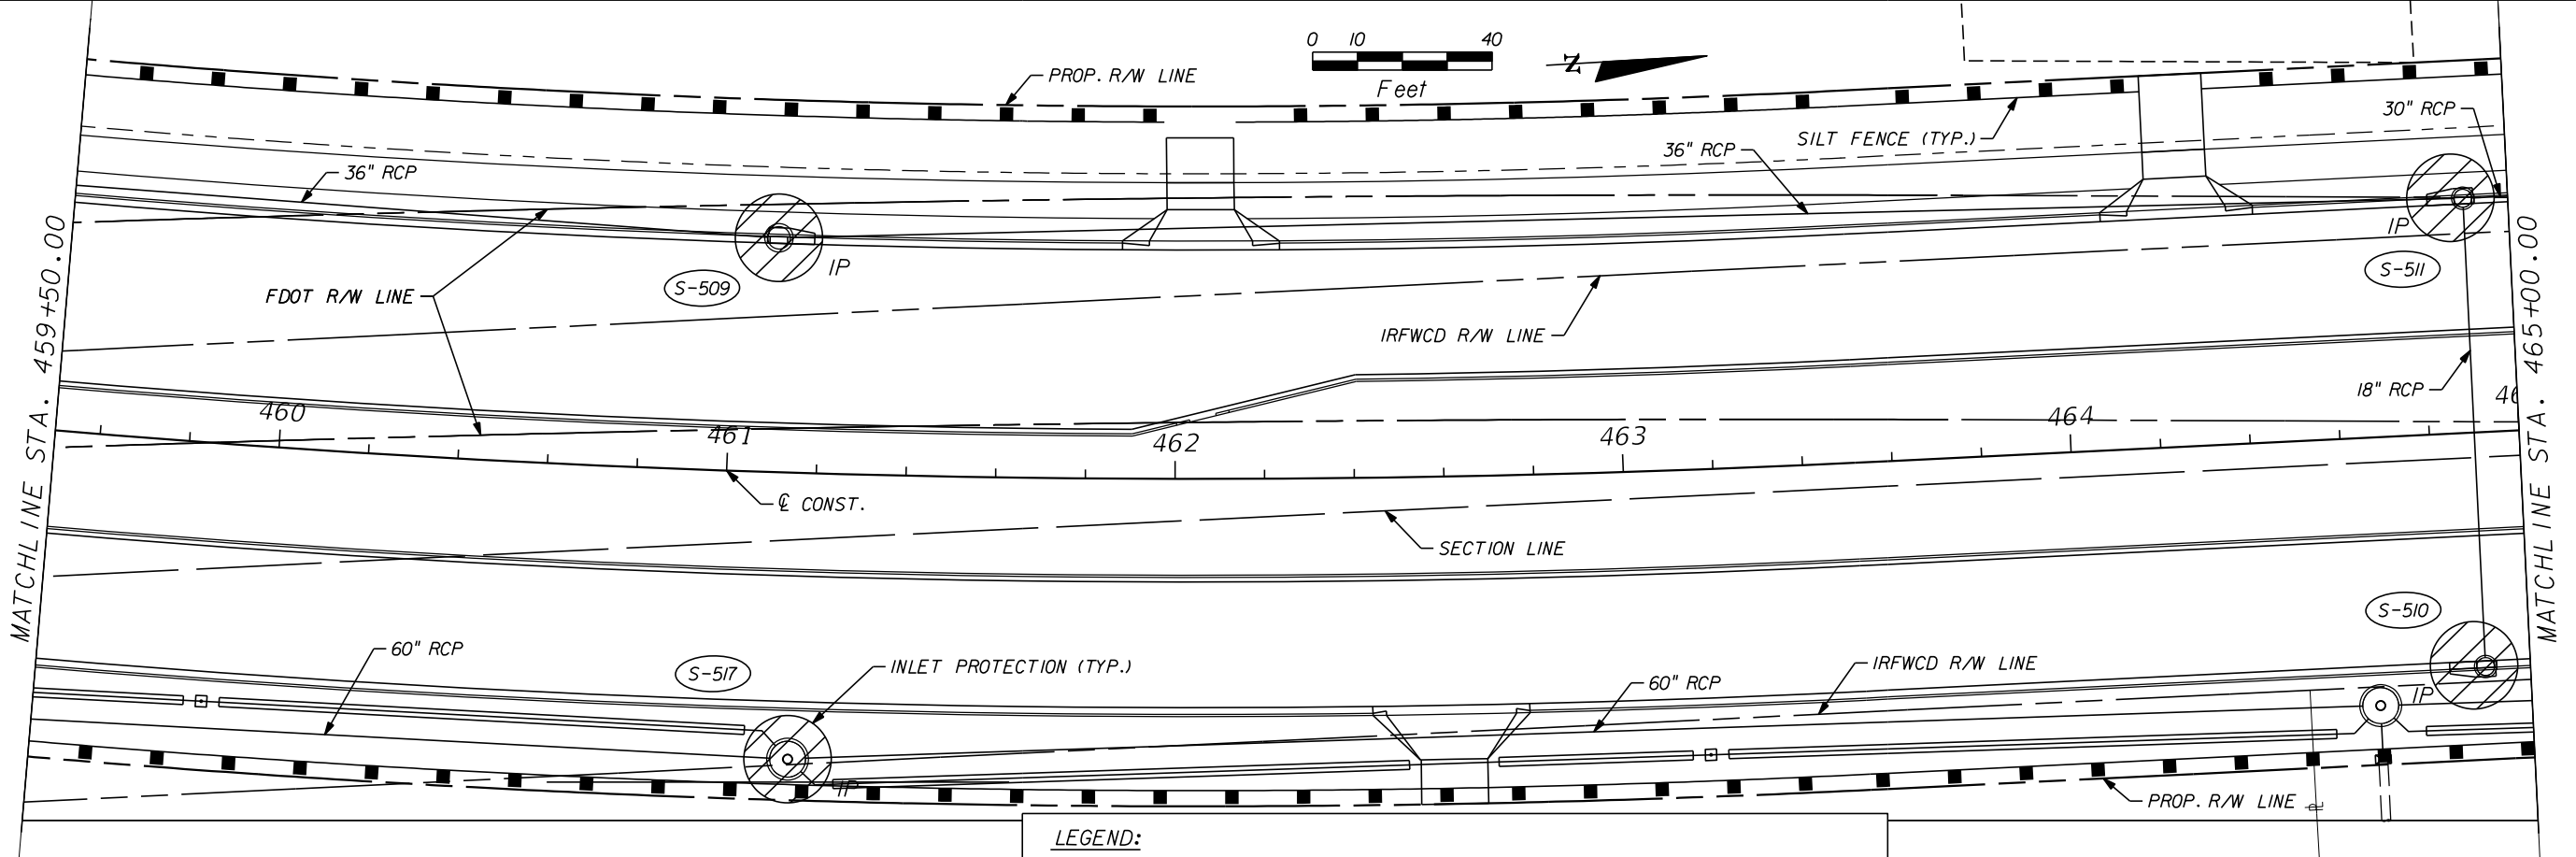 0 10 40
Feet
N
PROP. R/W LINE
SILT FENCE (TYP.)
30" RCP
36" RCP
36" RCP
IP
S-509
IP
S-511
FDOT R/W LINE
IRFWCD R/W LINE
MATCHLINE STA. 459+50.00
MATCHLINE STA. 465+00.00
18" RCP
460
461
462
463
464
46
℄ CONST.
SECTION LINE
S-510
60" RCP
S-517
INLET PROTECTION (TYP.)
60" RCP
IRFWCD R/W LINE
IP
IP
PROP. R/W LINE
LEGEND: